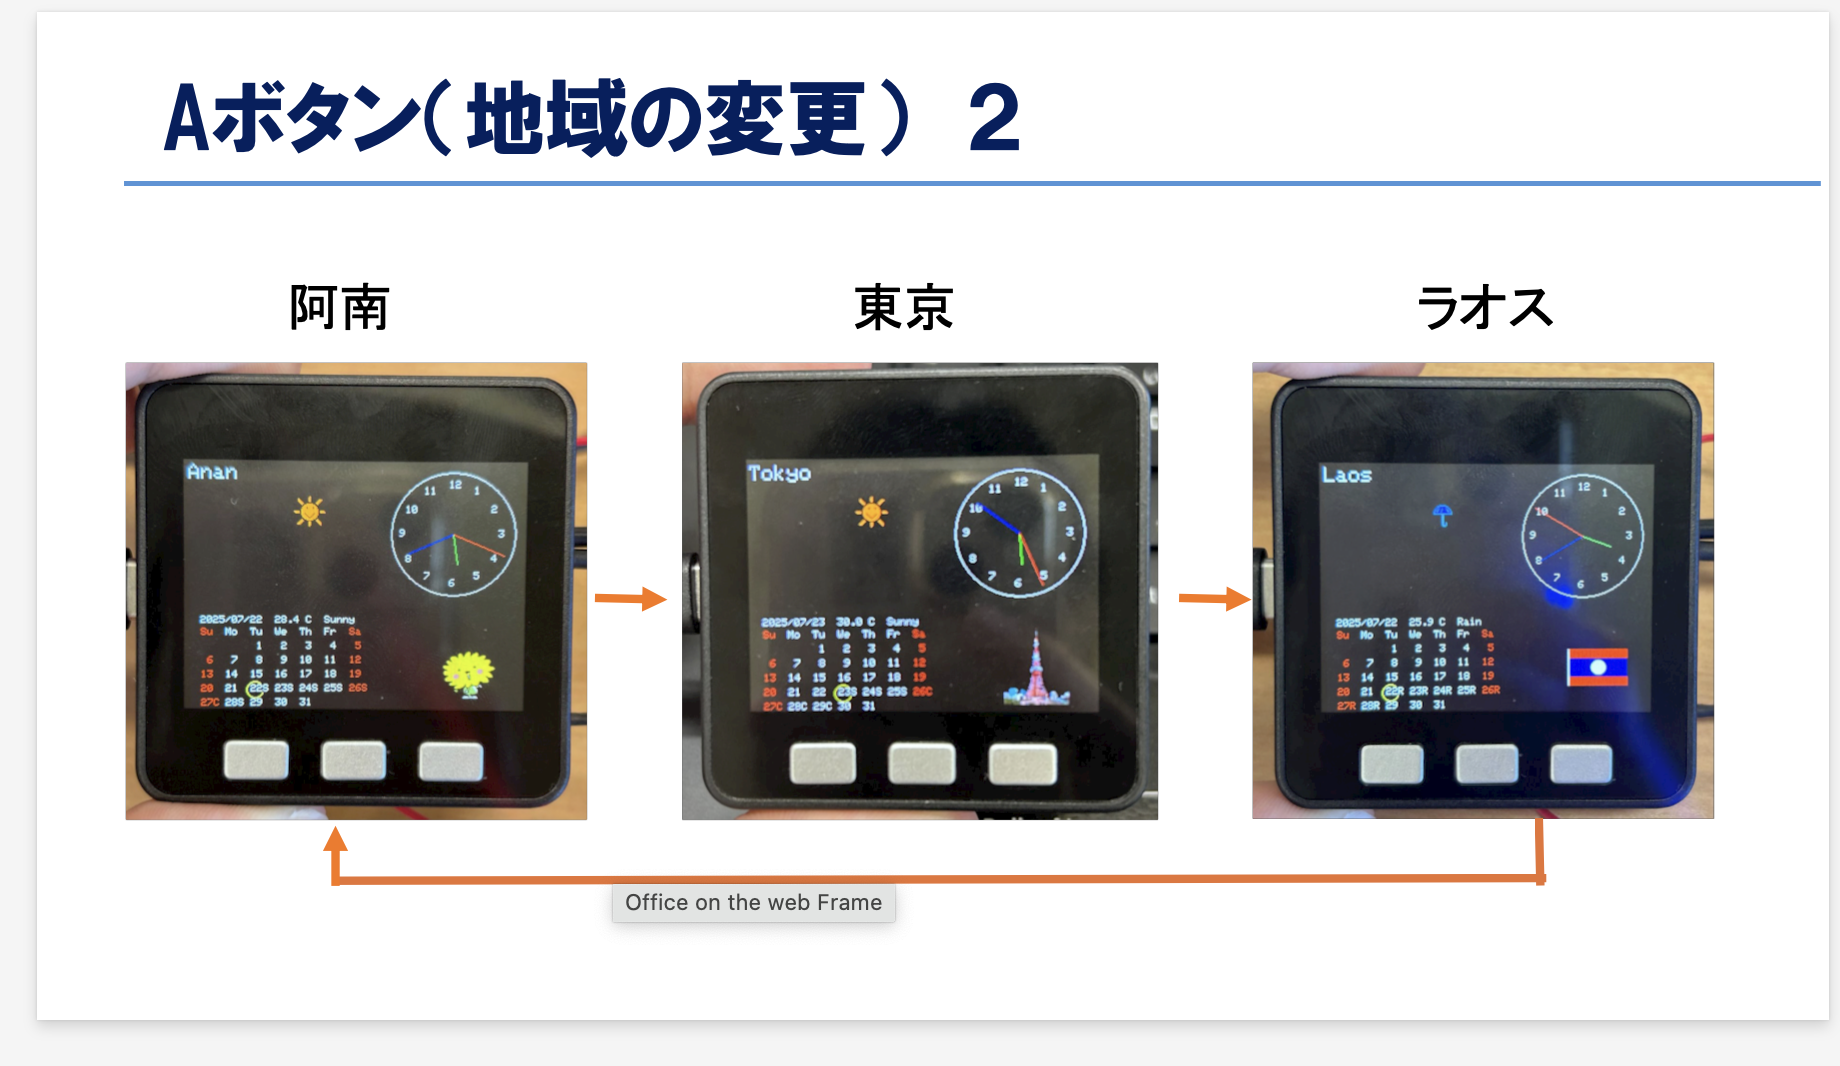 Aボタン(地域の変更) 2
阿南
東京
ラオス
Anan
12
11 1
10 2
9 3
8 4
7 5
6
2025/07/22 28.4 C Sunny
Su Mo Tu We Th Fr Sa
1 2 3 4 5
6 7 8 9 10 11 12
13 14 15 16 17 18 19
20 21 22S 23S 24S 25S 26S
27C 28S 29 30 31
Tokyo
12
11 1
10 2
9 3
8 4
7 5
6
2025/07/23 30.0 C Sunny
Su Mo Tu We Th Fr Sa
1 2 3 4 5
6 7 8 9 10 11 12
13 14 15 16 17 18 19
20 21 22 23S 24S 25S 26C
27C 28C 29C 30 31
Laos
12
11 1
10 2
9 3
8 4
7 5
6
2025/07/22 25.9 C Rain
Su Mo Tu We Th Fr Sa
1 2 3 4 5
6 7 8 9 10 11 12
13 14 15 16 17 18 19
20 21 22R 23R 24R 25R 26R
27R 28R 29 30 31
Office on the web Frame